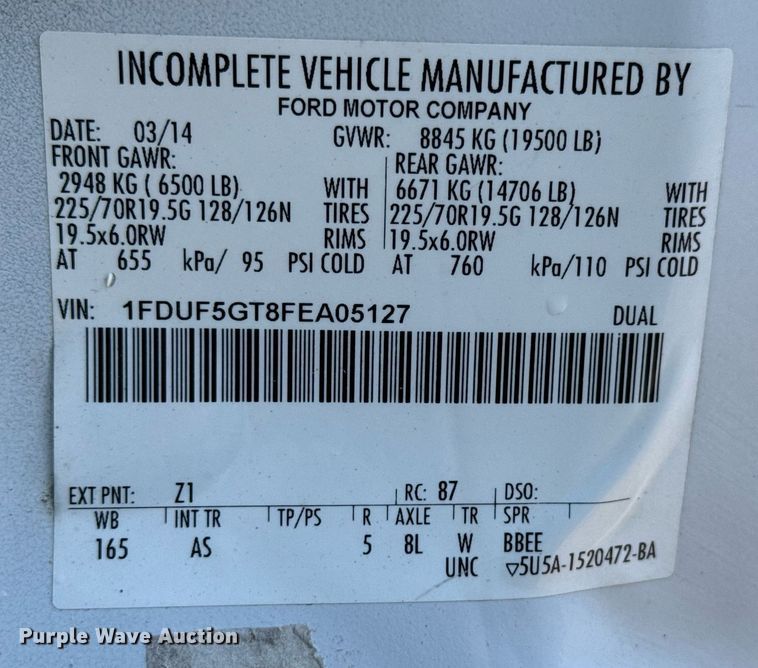 INCOMPLETE VEHICLE MANUFACTURED BY
FORD MOTOR COMPANY
DATE: 03/14 GVWR: 8845 KG (19500 LB)
FRONT GAWR: REAR GAWR:
2948 KG ( 6500 LB) WITH 6671 KG (14706 LB) WITH
225/70R19.5G 128/126N TIRES 225/70R19.5G 128/126N TIRES
19.5x6.0RW RIMS 19.5x6.0RW RIMS
AT 655 kPa/ 95 PSI COLD AT 760 kPa/110 PSI COLD
VIN: 1FDUF5GT8FEA05127 DUAL
EXT PNT: Z1 RC: 87 DSO:
WB INT TR TP/PS R AXLE TR SPR
165 AS 5 8L W BBEE
UNC ▽5U5A-1520472-BA
Purple Wave Auction